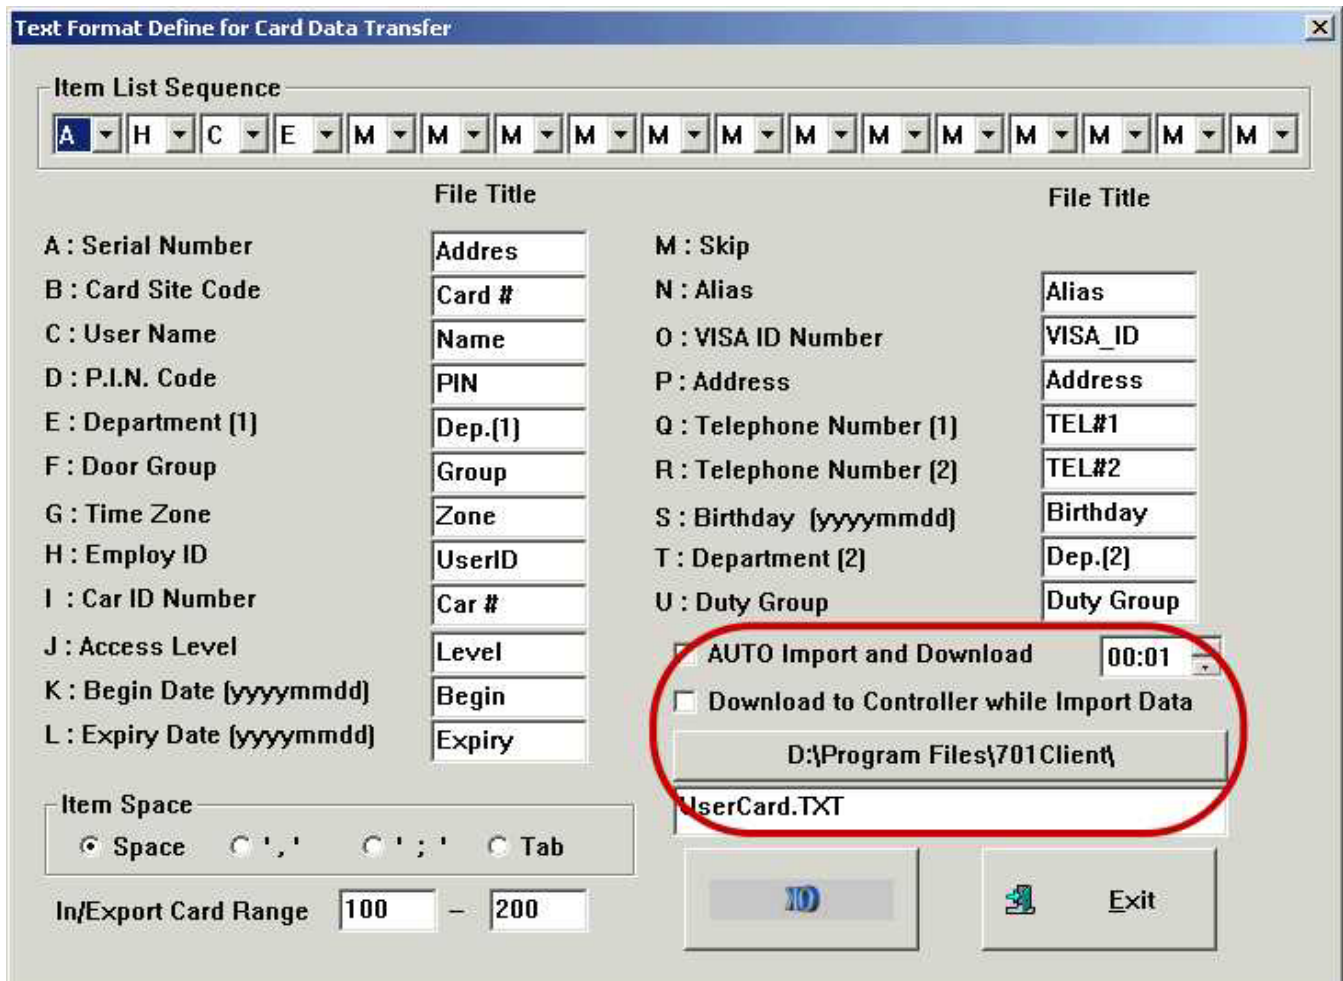 Text Format Define for Card Data Transfer
Item List Sequence
A H C E M M M M M M M M M M M M M
File Title
File Title
A : Serial Number Addres
B : Card Site Code Card #
C : User Name Name
D : P.I.N. Code PIN
E : Department (1) Dep.(1)
F : Door Group Group
G : Time Zone Zone
H : Employ ID UserID
I : Car ID Number Car #
J : Access Level Level
K : Begin Date (yyyymmdd) Begin
L : Expiry Date (yyyymmdd) Expiry
M : Skip
N : Alias Alias
O : VISA ID Number VISA_ID
P : Address Address
Q : Telephone Number (1) TEL#1
R : Telephone Number (2) TEL#2
S : Birthday (yyyymmdd) Birthday
T : Department (2) Dep.(2)
U : Duty Group Duty Group
AUTO Import and Download 00:01
Download to Controller while Import Data
D:\Program Files\701Client\
UserCard.TXT
Item Space
Space ',' ';' Tab
In/Export Card Range 100 – 200
Exit